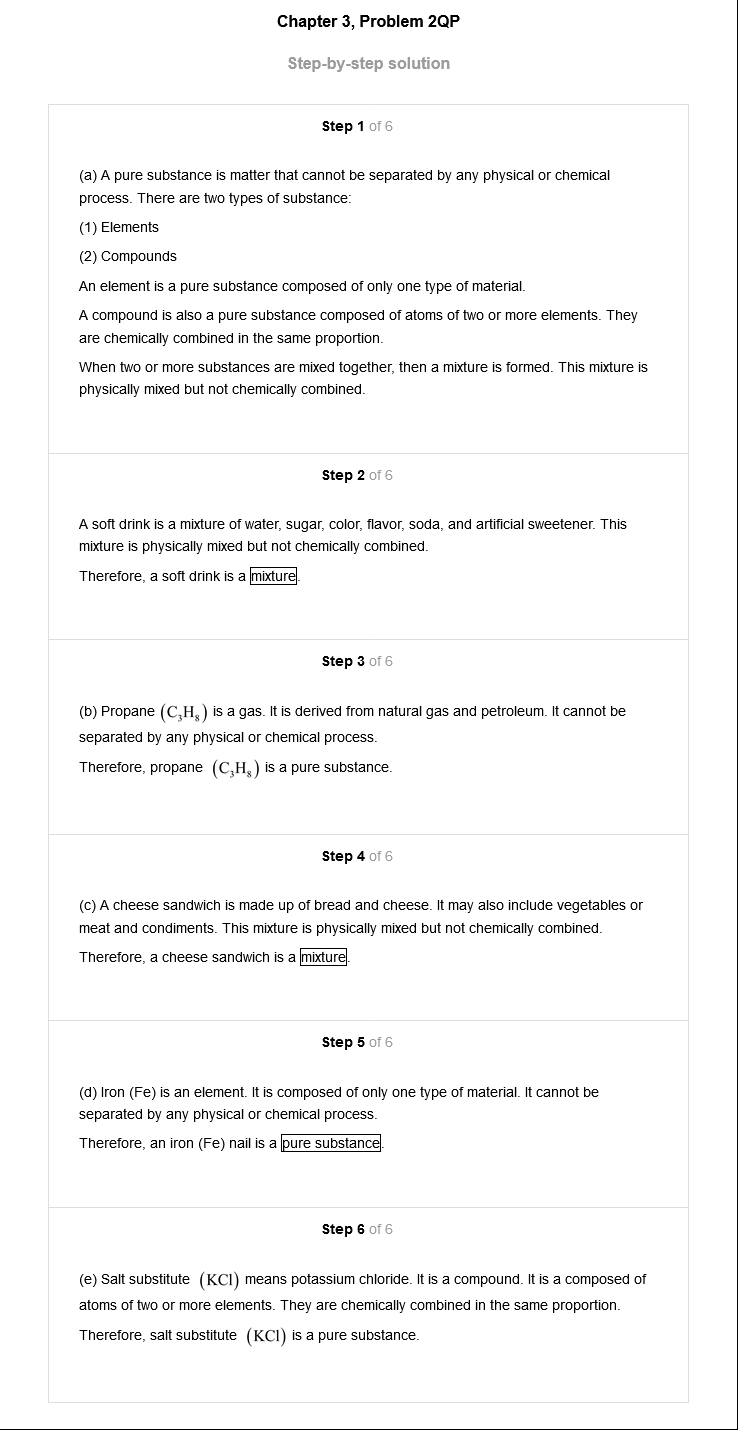 Chapter 3, Problem 2QP
Step-by-step solution
Step 1 of 6
(a) A pure substance is matter that cannot be separated by any physical or chemical
process. There are two types of substance:
(1) Elements
(2) Compounds
An element is a pure substance composed of only one type of material.
A compound is also a pure substance composed of atoms of two or more elements. They
are chemically combined in the same proportion.
When two or more substances are mixed together, then a mixture is formed. This mixture is
physically mixed but not chemically combined.
Step 2 of 6
A soft drink is a mixture of water, sugar, color, flavor, soda, and artificial sweetener. This
mixture is physically mixed but not chemically combined.
Therefore, a soft drink is a mixture.
Step 3 of 6
(b) Propane (C₃H₈) is a gas. It is derived from natural gas and petroleum. It cannot be
separated by any physical or chemical process.
Therefore, propane (C₃H₈) is a pure substance.
Step 4 of 6
(c) A cheese sandwich is made up of bread and cheese. It may also include vegetables or
meat and condiments. This mixture is physically mixed but not chemically combined.
Therefore, a cheese sandwich is a mixture.
Step 5 of 6
(d) Iron (Fe) is an element. It is composed of only one type of material. It cannot be
separated by any physical or chemical process.
Therefore, an iron (Fe) nail is a pure substance.
Step 6 of 6
(e) Salt substitute (KCl) means potassium chloride. It is a compound. It is a composed of
atoms of two or more elements. They are chemically combined in the same proportion.
Therefore, salt substitute (KCl) is a pure substance.